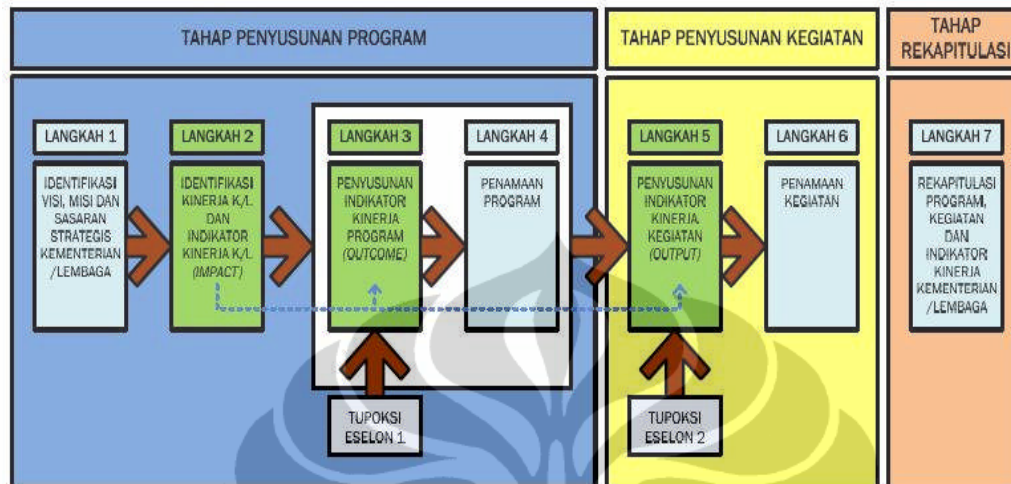 TAHAP PENYUSUNAN PROGRAM
TAHAP PENYUSUNAN KEGIATAN
TAHAP
REKAPITULASI
LANGKAH 1
IDENTIFIKASI
VISI, MISI DAN
SASARAN
STRATEGIS
KEMENTERIAN
/LEMBAGA
LANGKAH 2
IDENTIFIKASI
KINERJA K/L
DAN
INDIKATOR
KINERJA K/L
(IMPACT)
LANGKAH 3
PENYUSUNAN
INDIKATOR
KINERJA
PROGRAM
(OUTCOME)
LANGKAH 4
PENAMAAN
PROGRAM
LANGKAH 5
PENYUSUNAN
INDIKATOR
KINERJA
KEGIATAN
(OUTPUT)
LANGKAH 6
PENAMAAN
KEGIATAN
LANGKAH 7
REKAPITULASI
PROGRAM,
KEGIATAN
DAN
INDIKATOR
KINERJA
KEMENTERIAN
/LEMBAGA
TUPOKSI
ESELON 1
TUPOKSI
ESELON 2